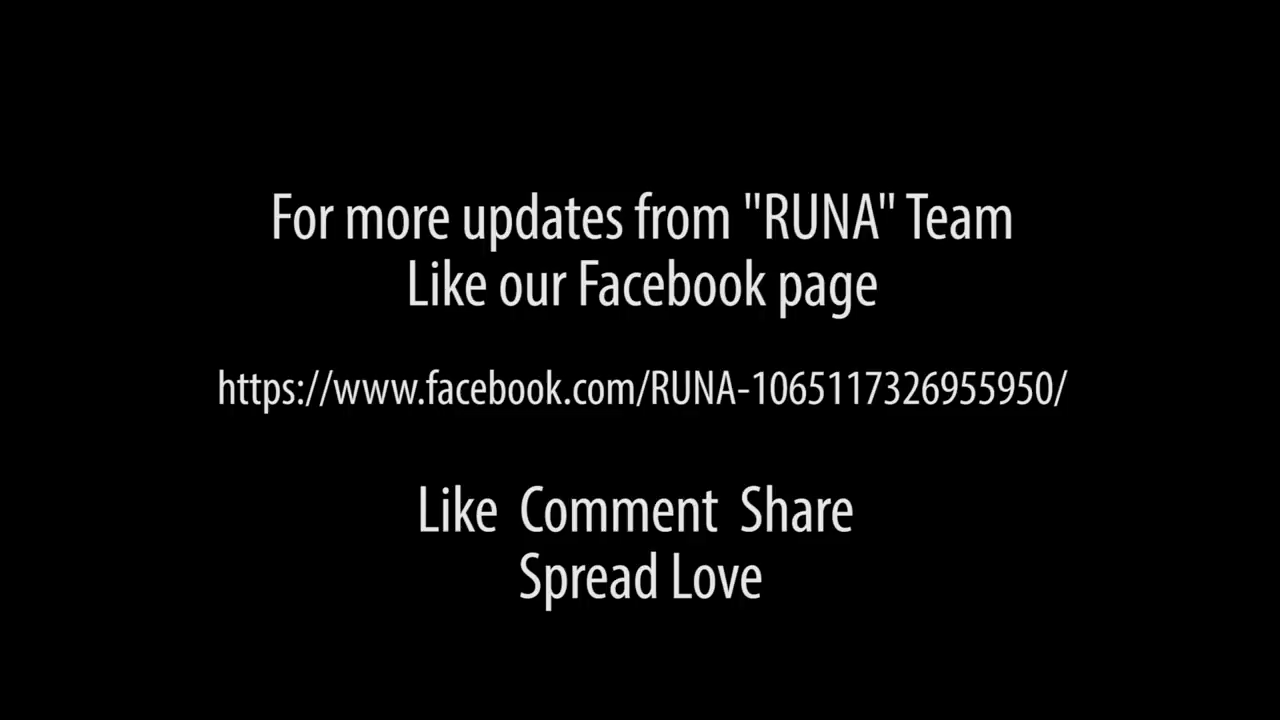 For more updates from "RUNA" Team
Like our Facebook page
https://www.facebook.com/RUNA-1065117326955950/
Like Comment Share
Spread Love